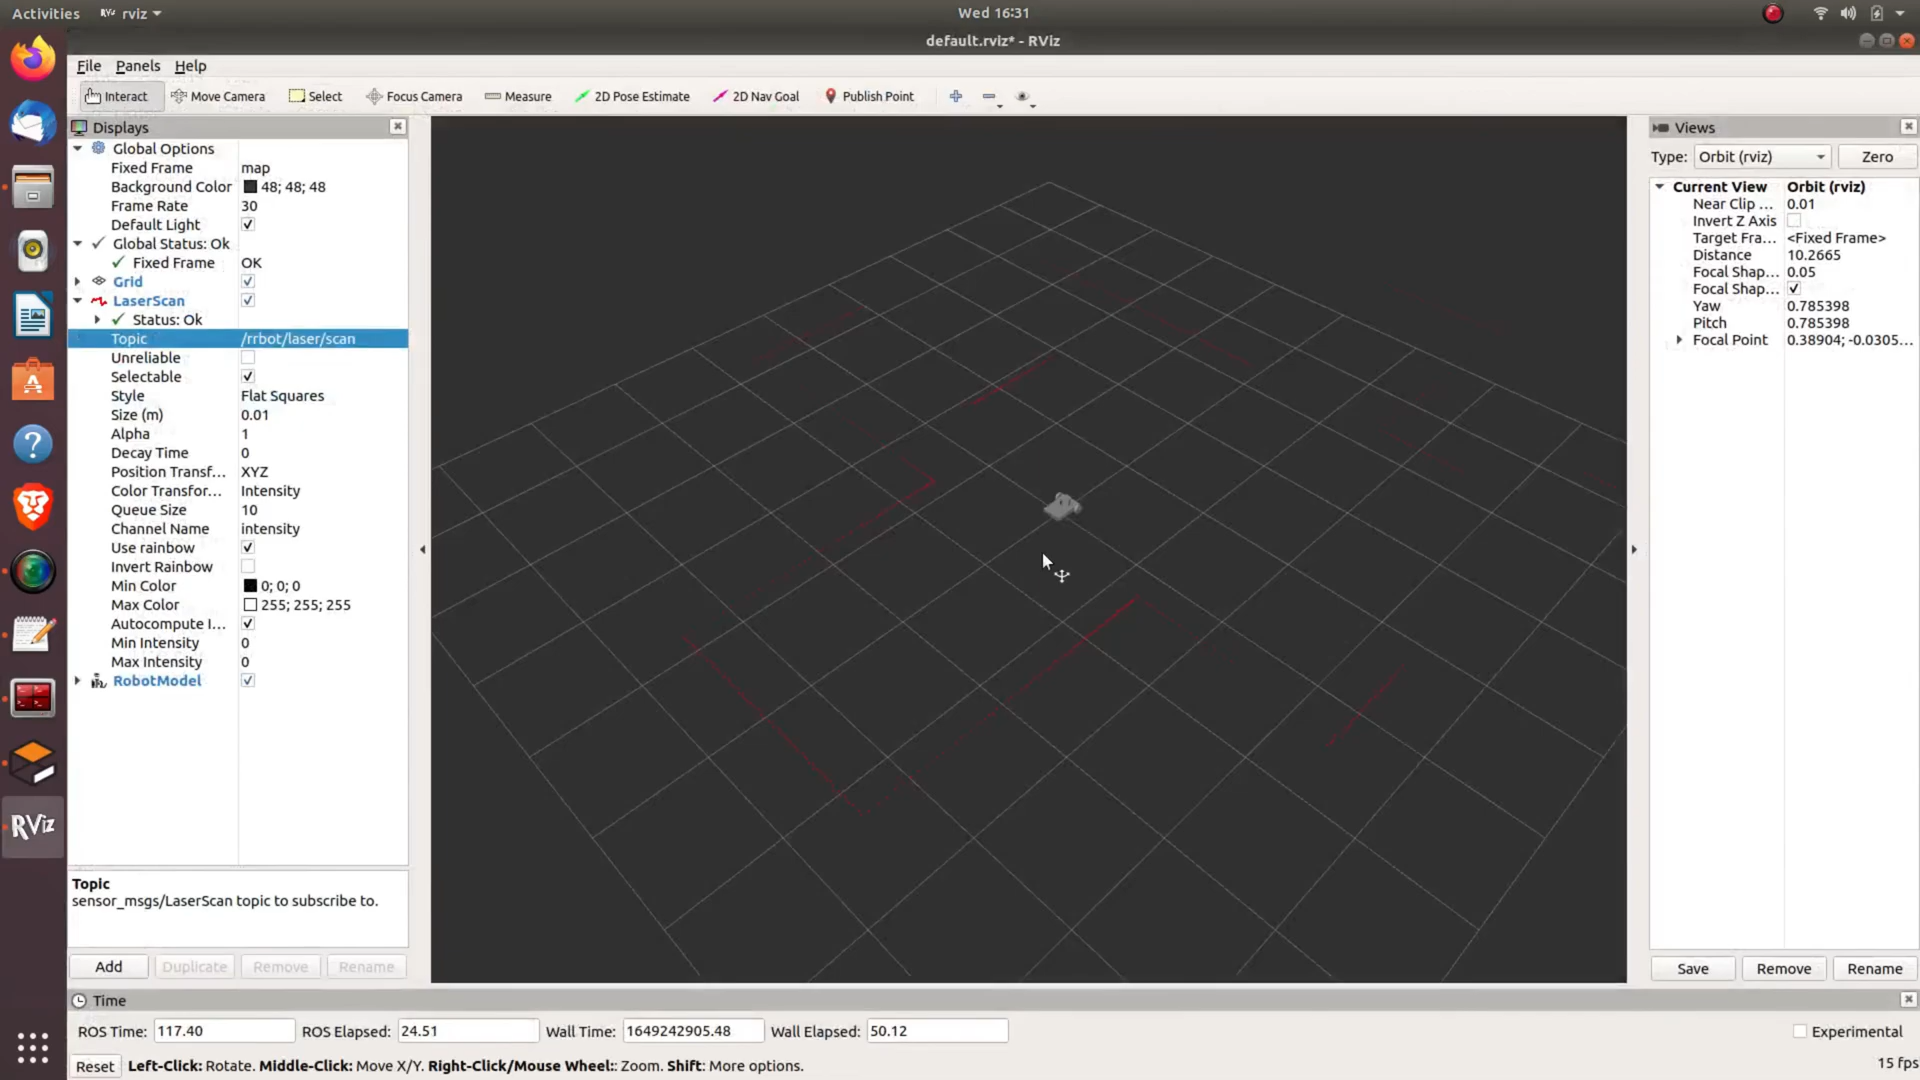 Activities RViz rviz Wed 16:31
default.rviz* - RViz
File Panels Help
Interact Move Camera Select Focus Camera Measure 2D Pose Estimate 2D Nav Goal Publish Point
Displays
Global Options
Fixed Frame map
Background Color 48; 48; 48
Frame Rate 30
Default Light
Global Status: Ok
Fixed Frame OK
Grid
LaserScan
Status: Ok
Topic /rrbot/laser/scan
Unreliable
Selectable
Style Flat Squares
Size (m) 0.01
Alpha 1
Decay Time 0
Position Transf... XYZ
Color Transfor... Intensity
Queue Size 10
Channel Name intensity
Use rainbow
Invert Rainbow
Min Color 0; 0; 0
Max Color 255; 255; 255
Autocompute I...
Min Intensity 0
Max Intensity 0
RobotModel
RViz
Topic
sensor_msgs/LaserScan topic to subscribe to.
Add Duplicate Remove Rename
Views
Type: Orbit (rviz) Zero
Current View Orbit (rviz)
Near Clip ... 0.01
Invert Z Axis
Target Fra... <Fixed Frame>
Distance 10.2665
Focal Shap... 0.05
Focal Shap...
Yaw 0.785398
Pitch 0.785398
Focal Point 0.38904; -0.0305...
Save Remove Rename
Time
ROS Time: 117.40 ROS Elapsed: 24.51 Wall Time: 1649242905.48 Wall Elapsed: 50.12 Experimental
Reset Left-Click: Rotate. Middle-Click: Move X/Y. Right-Click/Mouse Wheel:: Zoom. Shift: More options. 15 fps